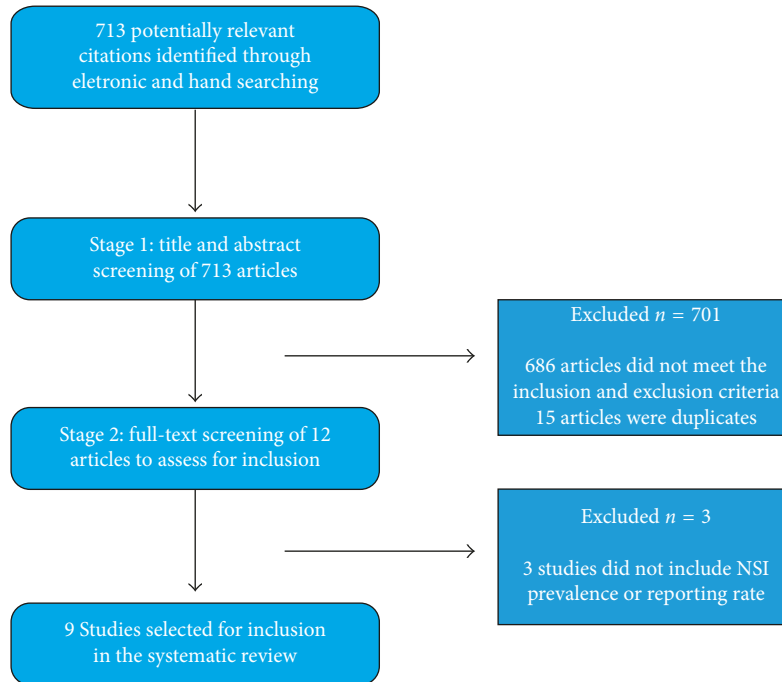 713 potentially relevant
citations identified through
eletronic and hand searching
Stage 1: title and abstract
screening of 713 articles
Excluded n = 701
686 articles did not meet the
inclusion and exclusion criteria
15 articles were duplicates
Stage 2: full-text screening of 12
articles to assess for inclusion
Excluded n = 3
3 studies did not include NSI
prevalence or reporting rate
9 Studies selected for inclusion
in the systematic review